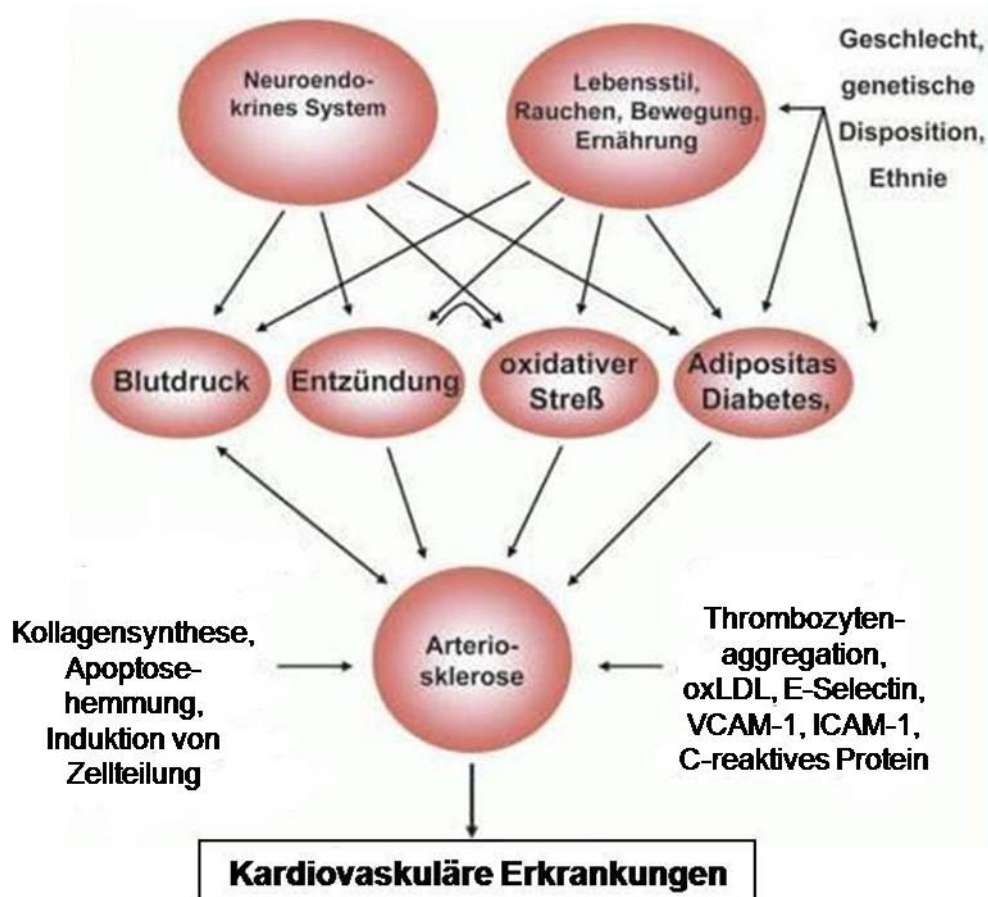 Neuroendo-
krines System
Lebensstil,
Rauchen, Bewegung,
Ernährung
Geschlecht,
genetische
Disposition,
Ethnie
Blutdruck
Entzündung
oxidativer
Streß
Adipositas
Diabetes,
Kollagensynthese,
Apoptose-
hemmung,
Induktion von
Zellteilung
Arterio-
sklerose
Thrombozyten-
aggregation,
oxLDL, E-Selectin,
VCAM-1, ICAM-1,
C-reaktives Protein
Kardiovaskuläre Erkrankungen